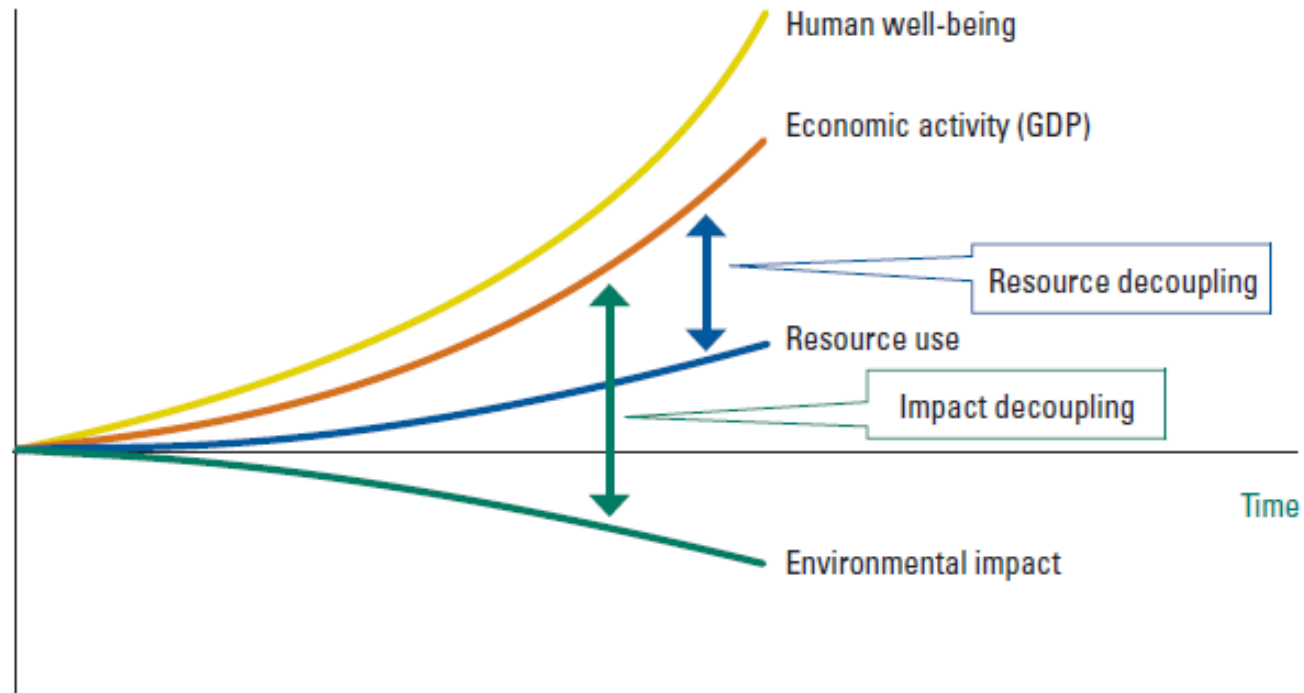 Human well-being
Economic activity (GDP)
Resource decoupling
Resource use
Impact decoupling
Time
Environmental impact